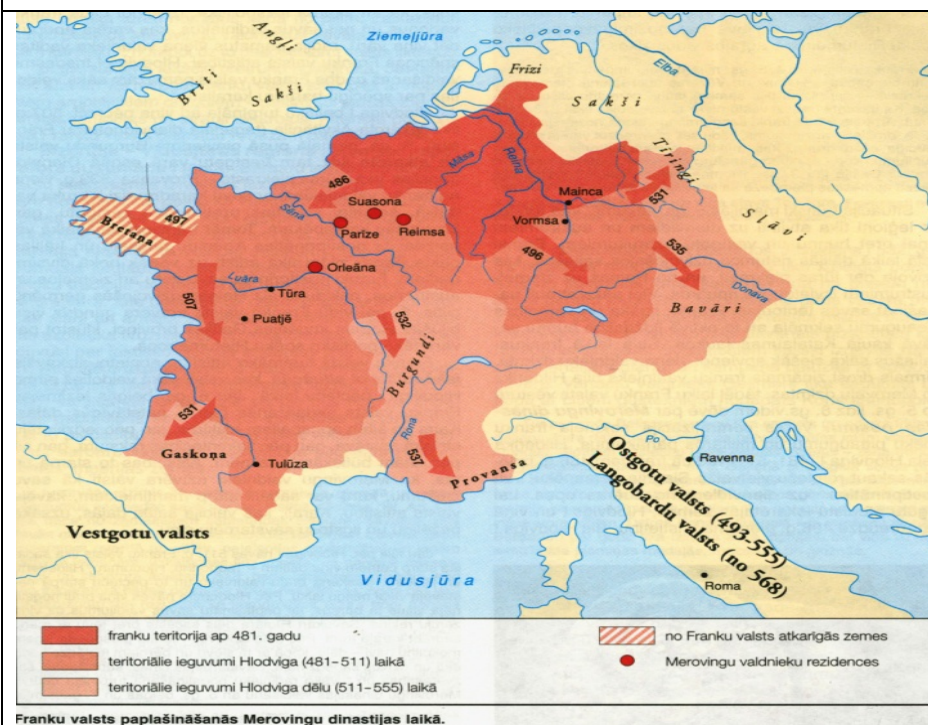 Ziemeļjūra
Angļi
Briti
Sakši
Frīzi
Sakši
Elba
Tīringi
Māsa
Reina
486
Suasona
Mainca
531
Sēna
Parīze
Reimsa
Vormsa
Slāvi
497
Bretaņa
496
535
Orleāna
Luāra
Tūra
Donava
Bavāri
507
Puatjē
532
Burgundi
531
Rona
Gaskoņa
Tulūza
537
Provansa
Po
Ravenna
Ostgotu valsts (493-555)
Langobardu valsts (no 568)
Vestgotu valsts
Vidusjūra
Roma
franku teritorija ap 481. gadu
no Franku valsts atkarīgās zemes
teritoriālie ieguvumi Hlodviga (481–511) laikā
Merovingu valdnieku rezidences
teritoriālie ieguvumi Hlodviga dēlu (511–555) laikā
Franku valsts paplašināšanās Merovingu dinastijas laikā.